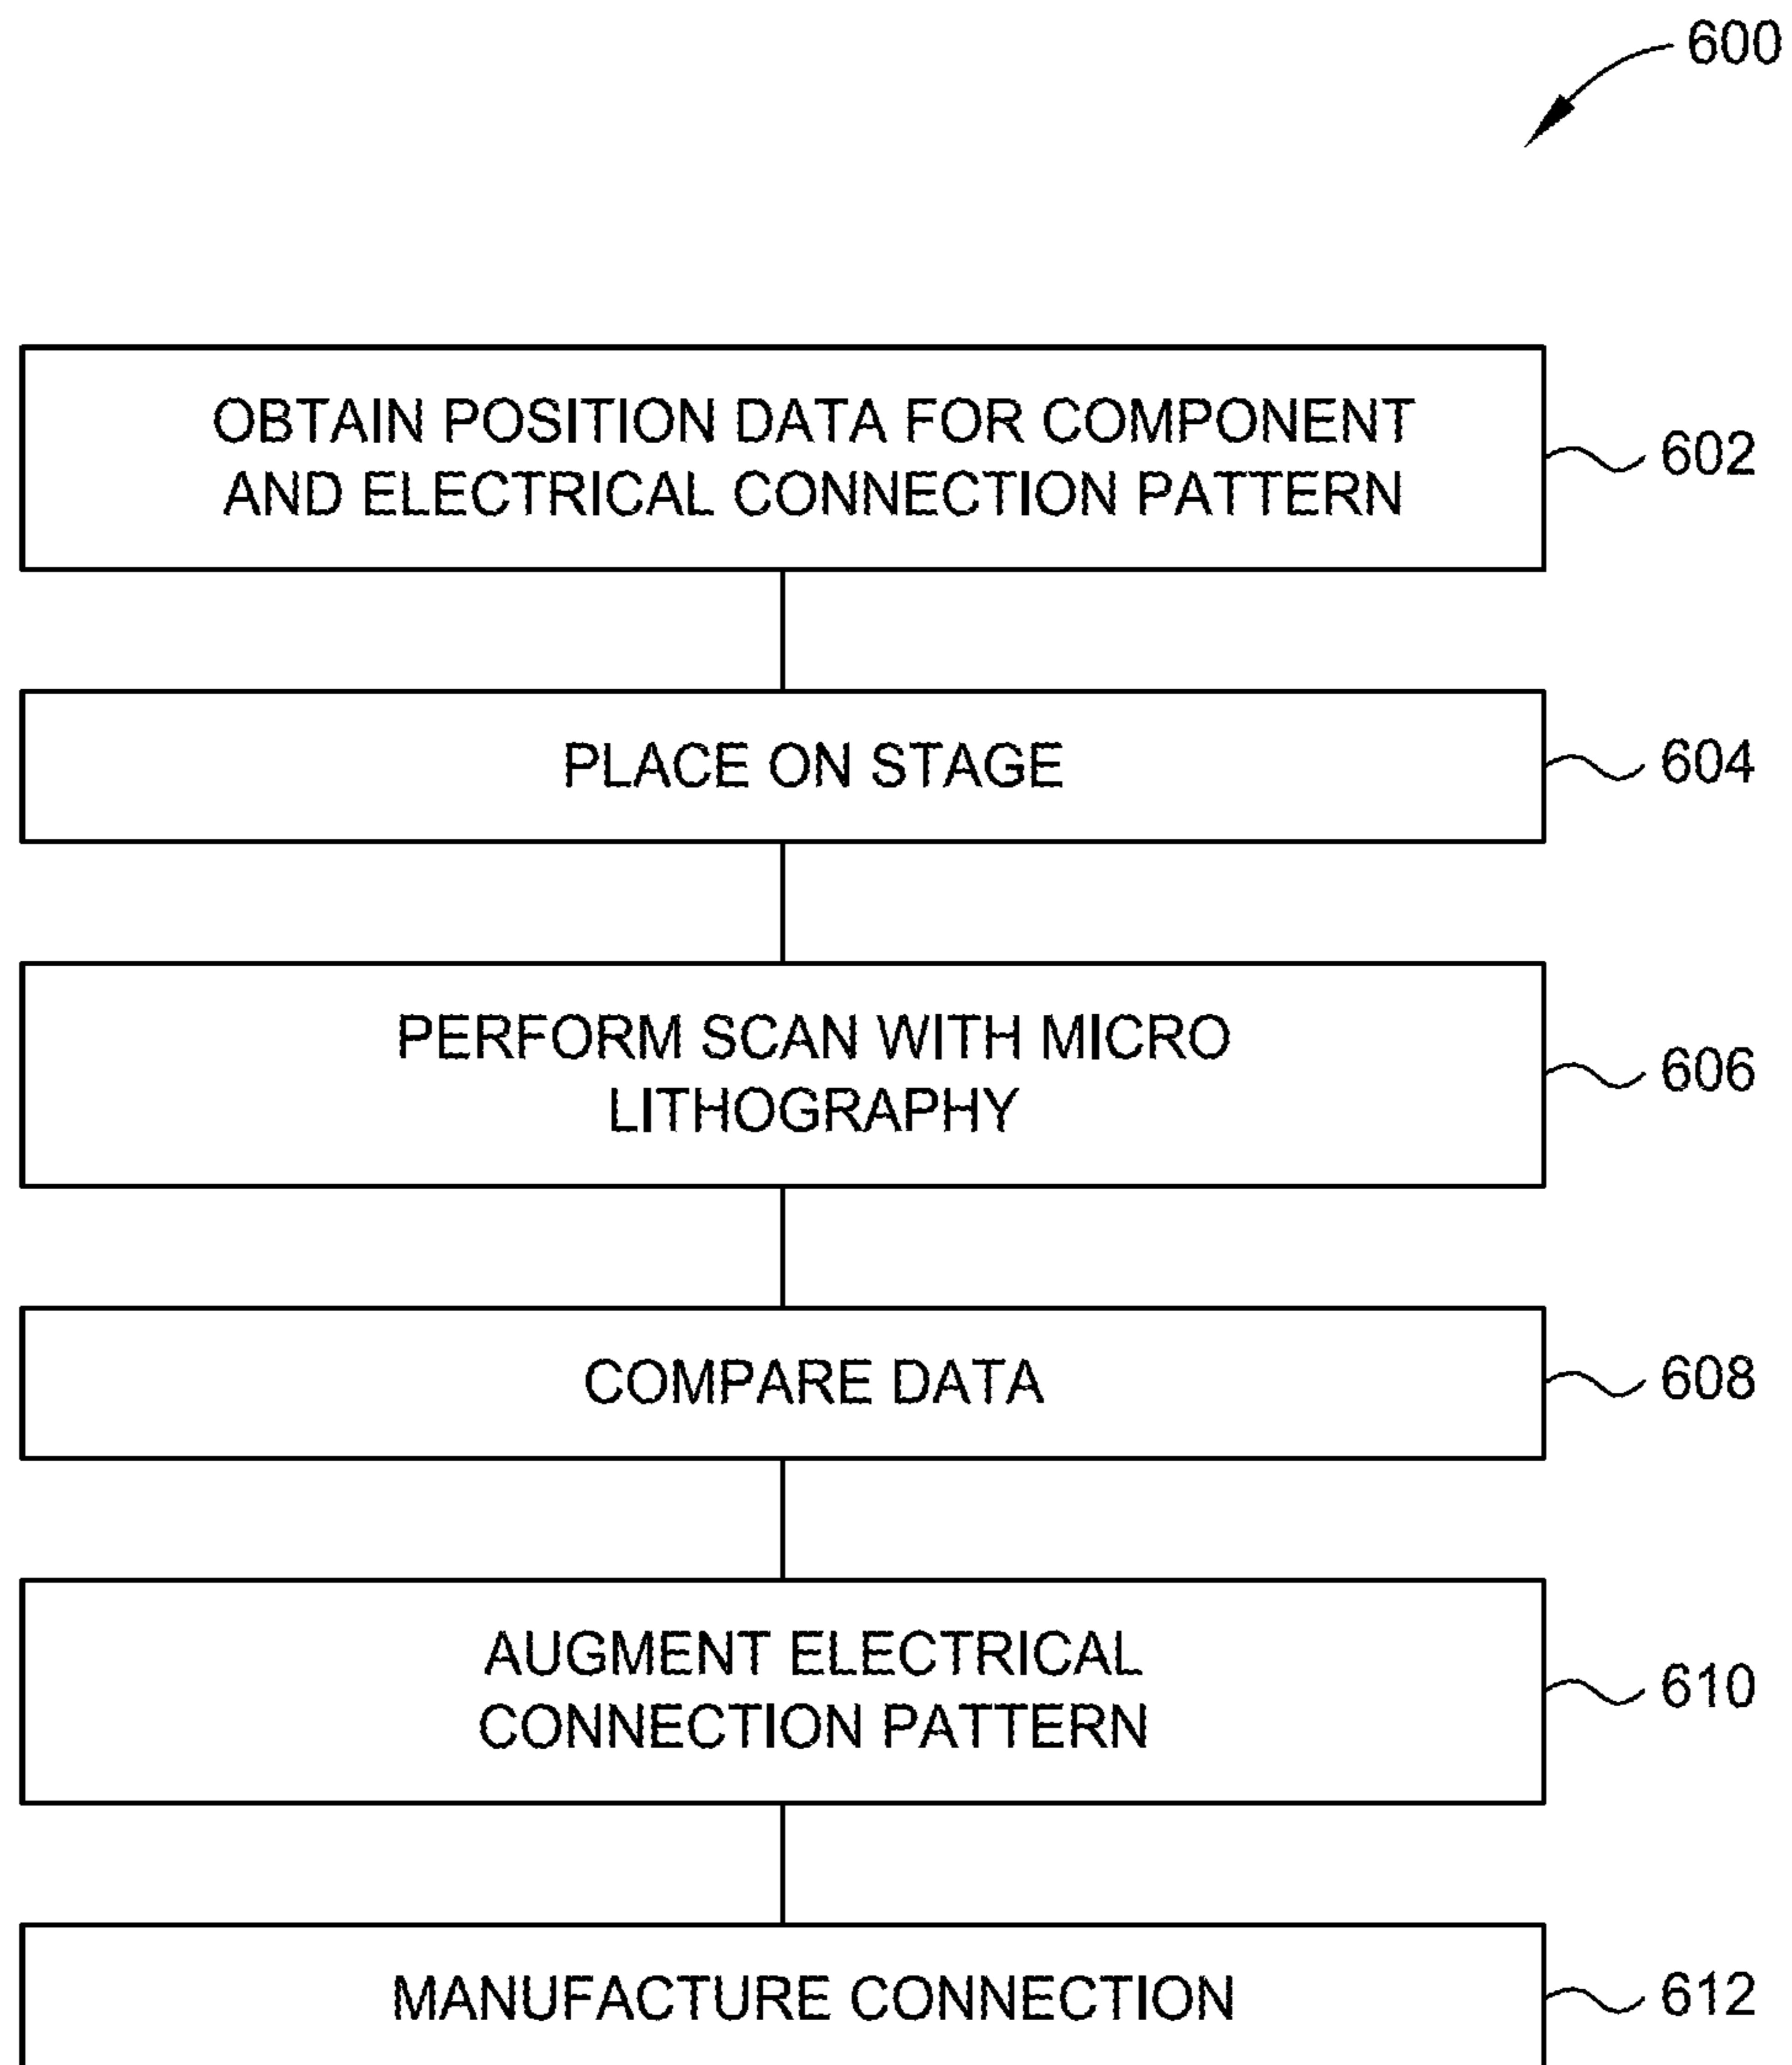 600
OBTAIN POSITION DATA FOR COMPONENT
AND ELECTRICAL CONNECTION PATTERN
602
PLACE ON STAGE
604
PERFORM SCAN WITH MICRO
LITHOGRAPHY
606
COMPARE DATA
608
AUGMENT ELECTRICAL
CONNECTION PATTERN
610
MANUFACTURE CONNECTION
612